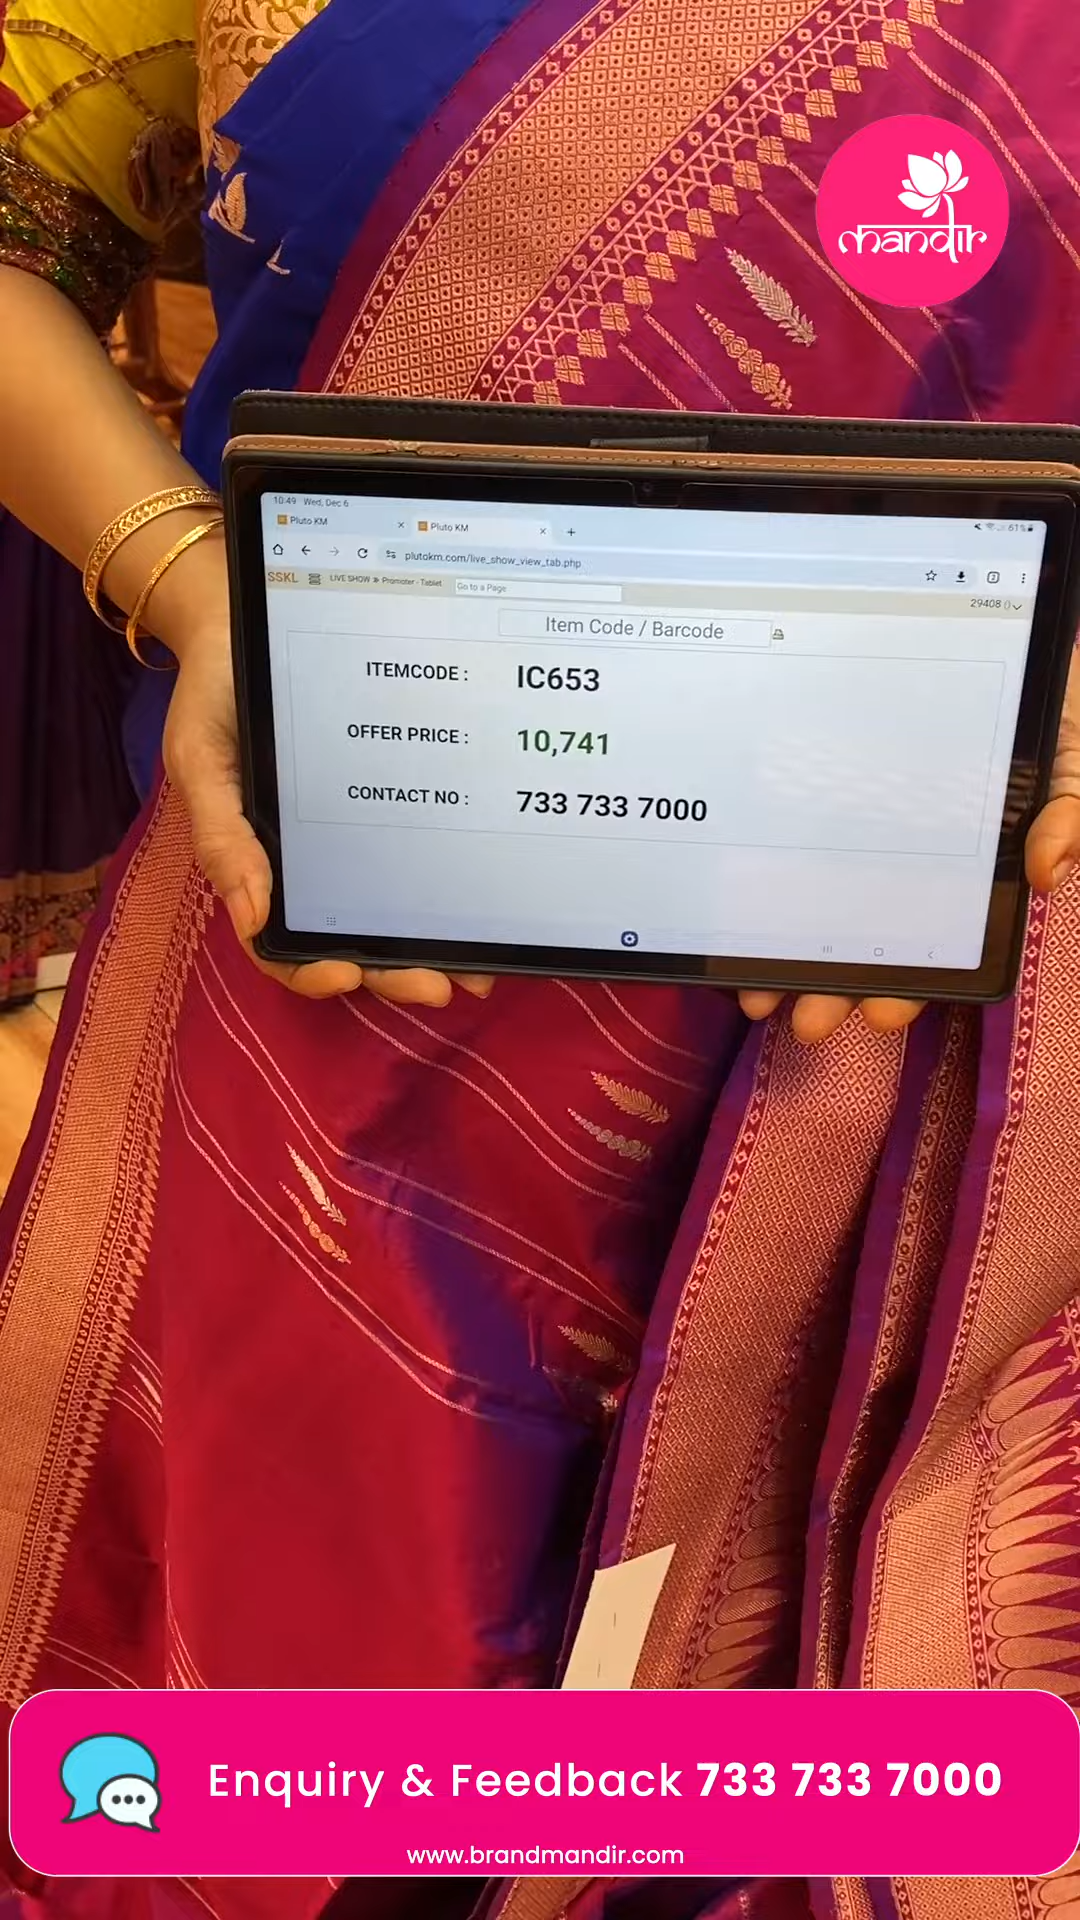 mandir
10:49 Wed, Dec 6
61%
Pluto KM
Pluto KM
plutokm.com/live_show_view_tab.php
SSKL
LIVE SHOW » Promoter - Tablet
Go to a Page
29408 ()
Item Code / Barcode
ITEMCODE : IC653
OFFER PRICE : 10,741
CONTACT NO : 733 733 7000
Enquiry & Feedback 733 733 7000
www.brandmandir.com